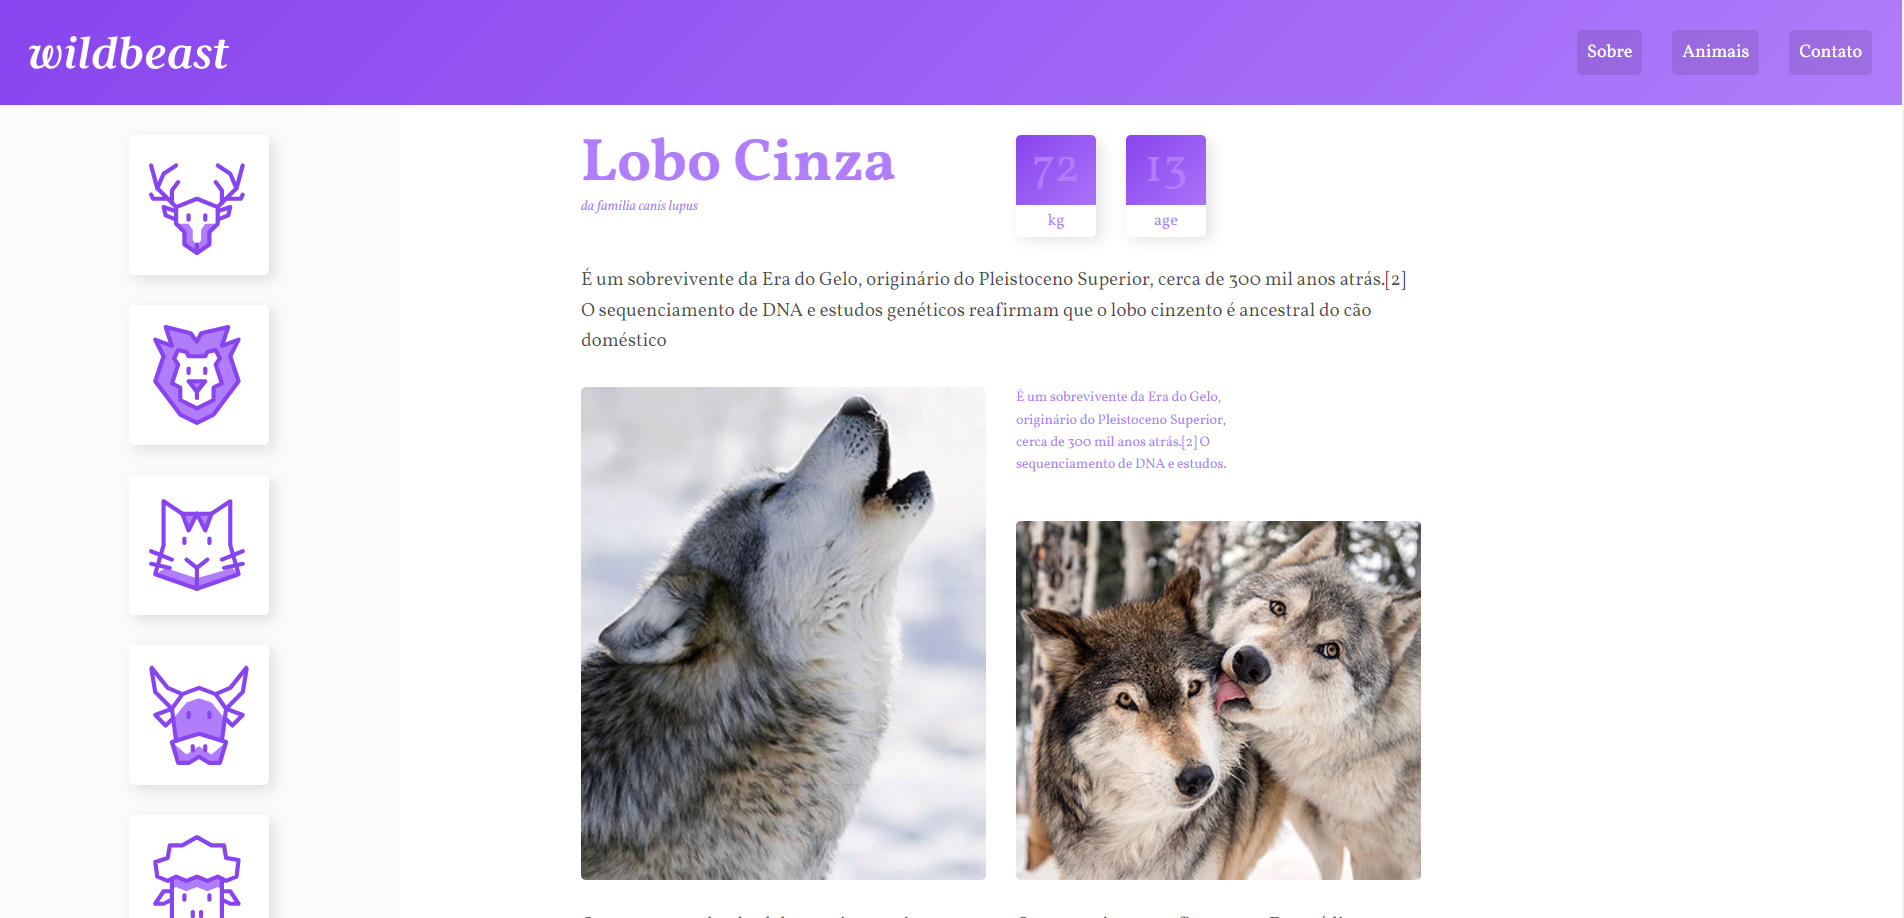 wildbeast
Sobre
Animais
Contato
Lobo Cinza
da familia canis lupus
72
kg
13
age
É um sobrevivente da Era do Gelo, originário do Pleistoceno Superior, cerca de 300 mil anos atrás.[2]
O sequenciamento de DNA e estudos genéticos reafirmam que o lobo cinzento é ancestral do cão
doméstico
É um sobrevivente da Era do Gelo,
originário do Pleistoceno Superior,
cerca de 300 mil anos atrás.[2] O
sequenciamento de DNA e estudos.